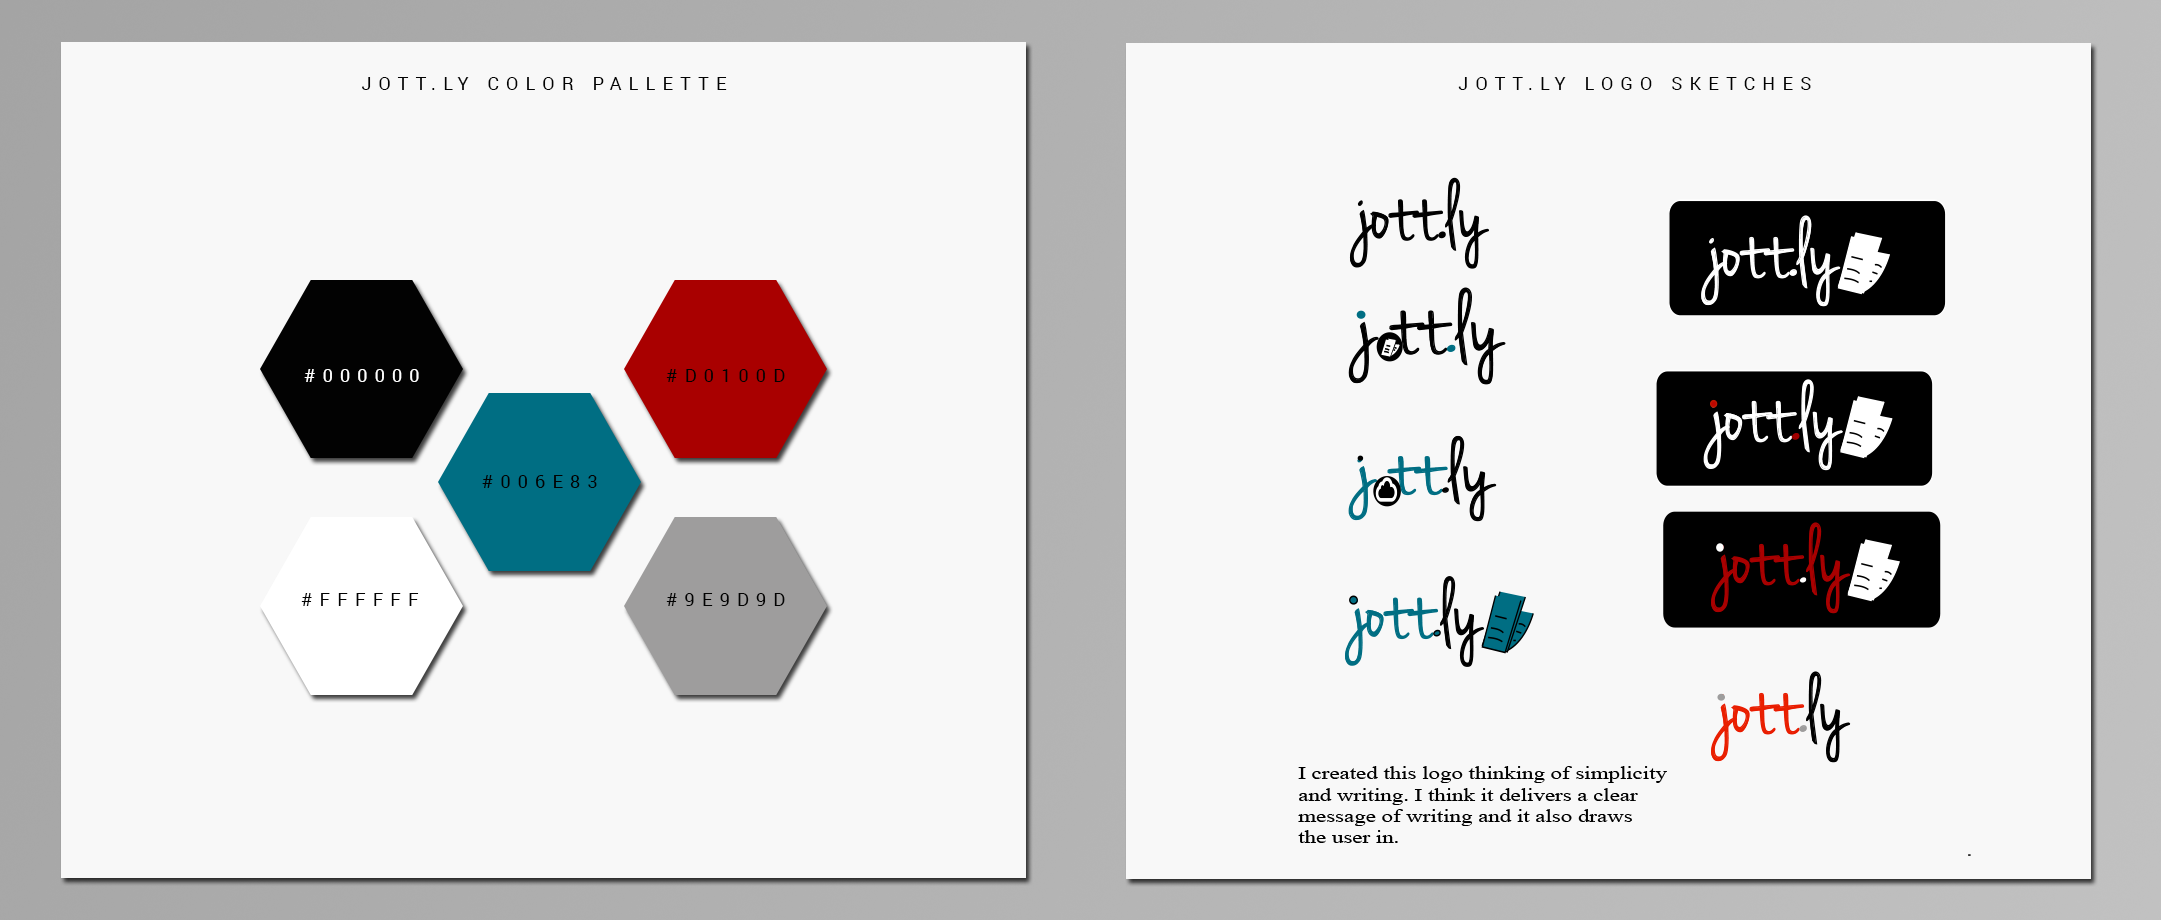 JOTT.LY COLOR PALLETTE
#000000
#D0100D
#006E83
#FFFFFF
#9E9D9D
JOTT.LY LOGO SKETCHES
jott.ly
jott.ly
jott.ly
jott.ly
jott.ly
jott.ly
jott.ly
jott.ly
I created this logo thinking of simplicity
and writing. I think it delivers a clear
message of writing and it also draws
the user in.